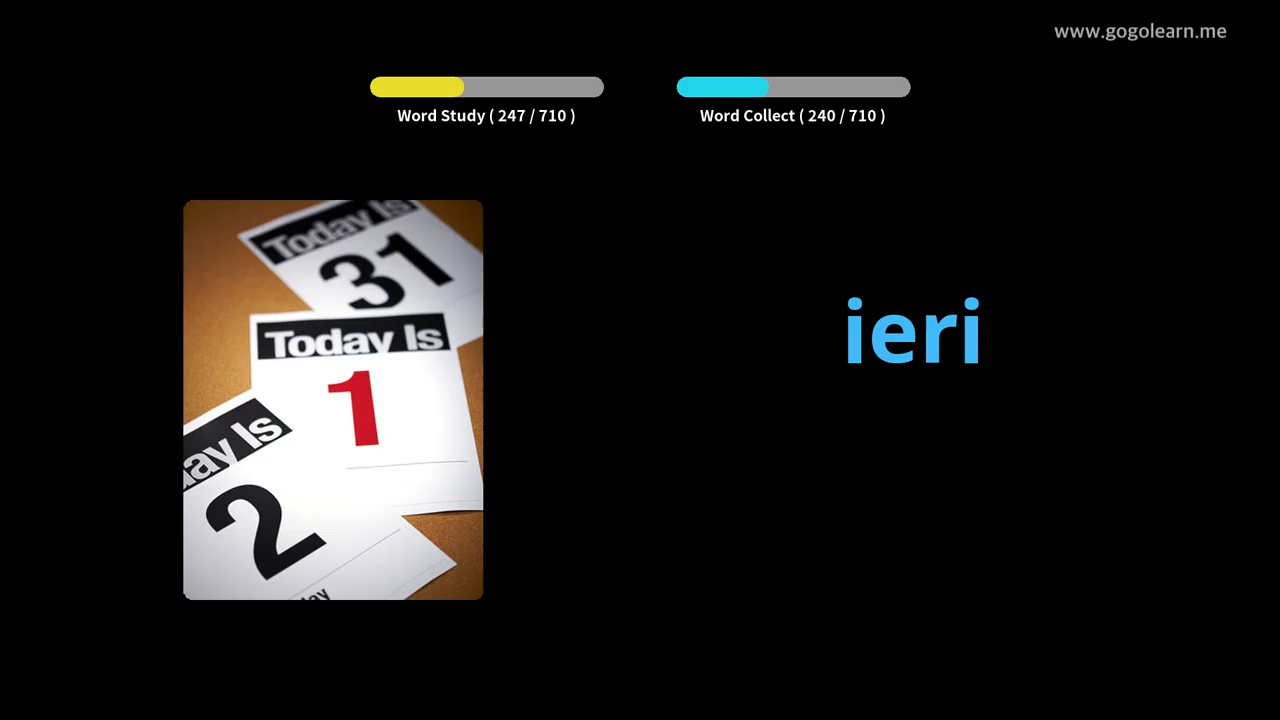 www.gogolearn.me
Word Study ( 247 / 710 )
Word Collect ( 240 / 710 )
Today Is
31
Today Is
1
ay Is
2
ieri